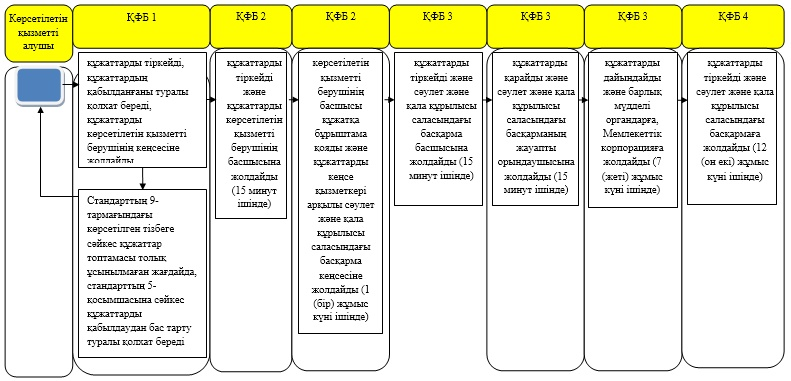 Көрсетілетін
қызметті
алушы
ҚФБ 1
ҚФБ 2
ҚФБ 2
ҚФБ 3
ҚФБ 3
ҚФБ 3
ҚФБ 4
құжаттарды тіркейді,
құжаттардың
қабылданғаны туралы
қолхат береді,
құжаттарды
көрсетілетін қызметті
берушінің кеңсесіне
жолдайды
Стандарттың 9-
тармағындағы
көрсетілген тізбеге
сәйкес құжаттар
топтамасы толық
ұсынылмаған жағдайда,
стандарттың 5-
қосымшасына сәйкес
құжаттарды
қабылдаудан бас тарту
туралы қолхат береді
құжаттарды
тіркейді
және
құжаттарды
көрсетілетін
қызметті
берушінің
басшысына
жолдайды
(15 минут
ішінде)
көрсетілетін
қызметті
берушінің
басшысы
құжатқа
бұрыштама
қояды және
құжаттарды
кеңсе
қызметкері
арқылы сәулет
және қала
құрылысы
саласындағы
басқарма
кеңсесіне
жолдайды (1
(бір) жұмыс
күні ішінде)
құжаттарды
тіркейді және
сәулет және
қала құрылысы
саласындағы
басқарма
басшысына
жолдайды (15
минут ішінде)
құжаттарды
қарайды және
сәулет және қала
құрылысы
саласындағы
басқарманың
жауапты
орындаушысына
жолдайды (15
минут ішінде)
құжаттарды
дайындайды
және барлық
мүдделі
органдарға,
Мемлекеттік
корпорацияға
жолдайды (7
(жеті) жұмыс
күні ішінде)
құжаттарды
тіркейді және
сәулет және қала
құрылысы
саласындағы
басқармаға
жолдайды (12
(он екі) жұмыс
күні ішінде)